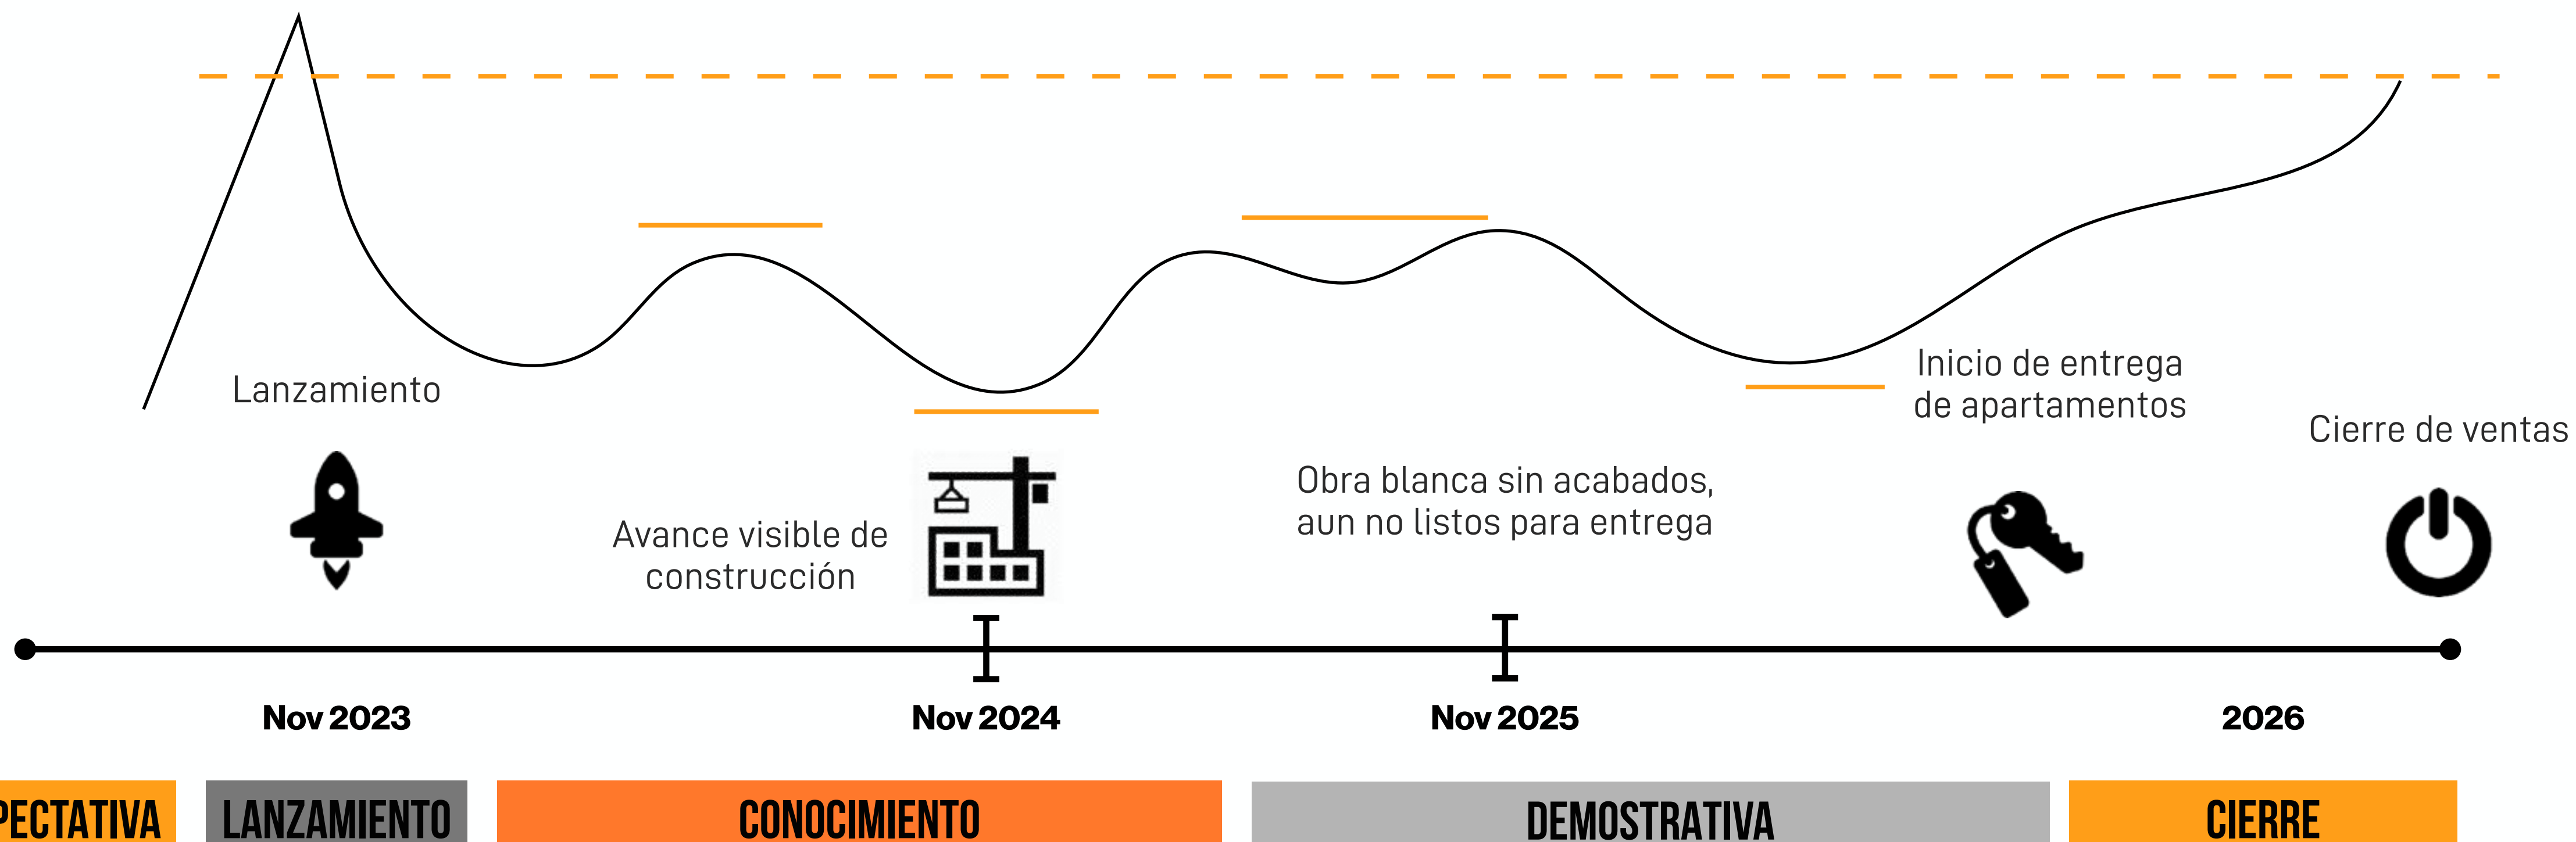 Lanzamiento
Avance visible de
construcción
Obra blanca sin acabados,
aun no listos para entrega
Inicio de entrega
de apartamentos
Cierre de ventas
Nov 2023
Nov 2024
Nov 2025
2026
PECTATIVA
LANZAMIENTO
CONOCIMIENTO
DEMOSTRATIVA
CIERRE